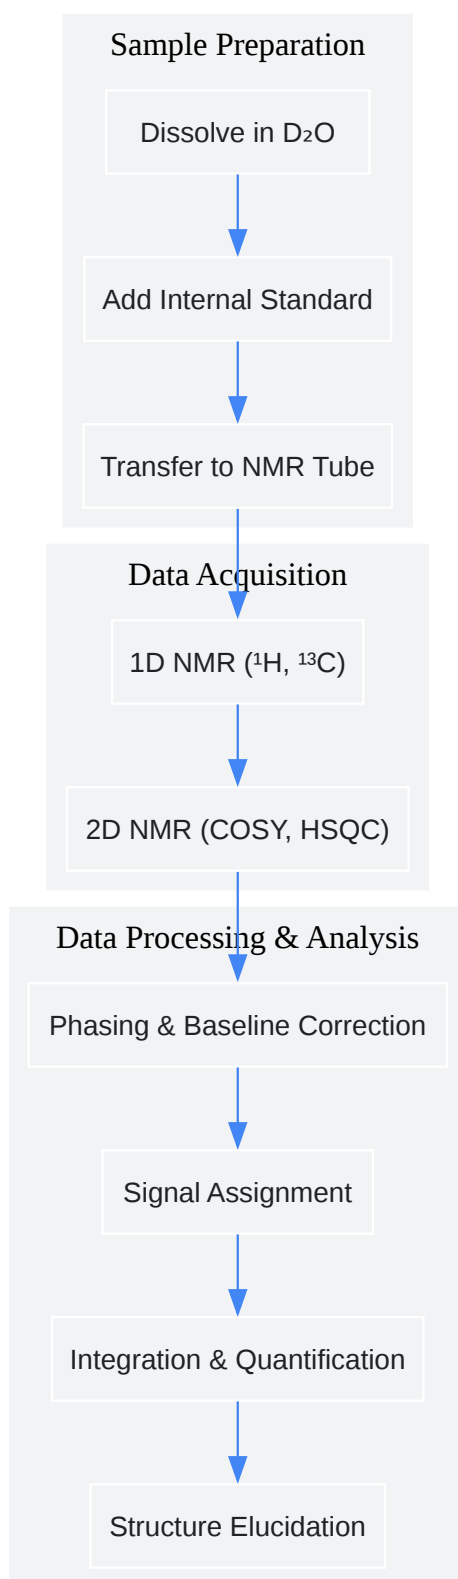 Sample Preparation
Dissolve in D₂O
Add Internal Standard
Transfer to NMR Tube
Data Acquisition
1D NMR (¹H, ¹³C)
2D NMR (COSY, HSQC)
Data Processing & Analysis
Phasing & Baseline Correction
Signal Assignment
Integration & Quantification
Structure Elucidation